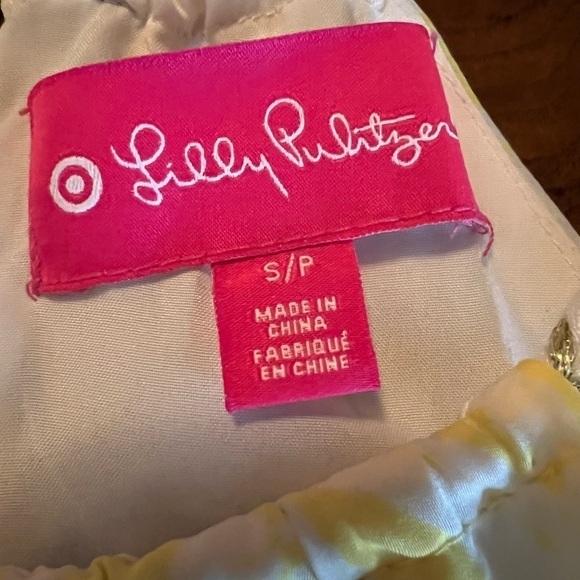 Lilly Pulitzer
S/P
MADE IN
CHINA
FABRIQUÉ
EN CHINE